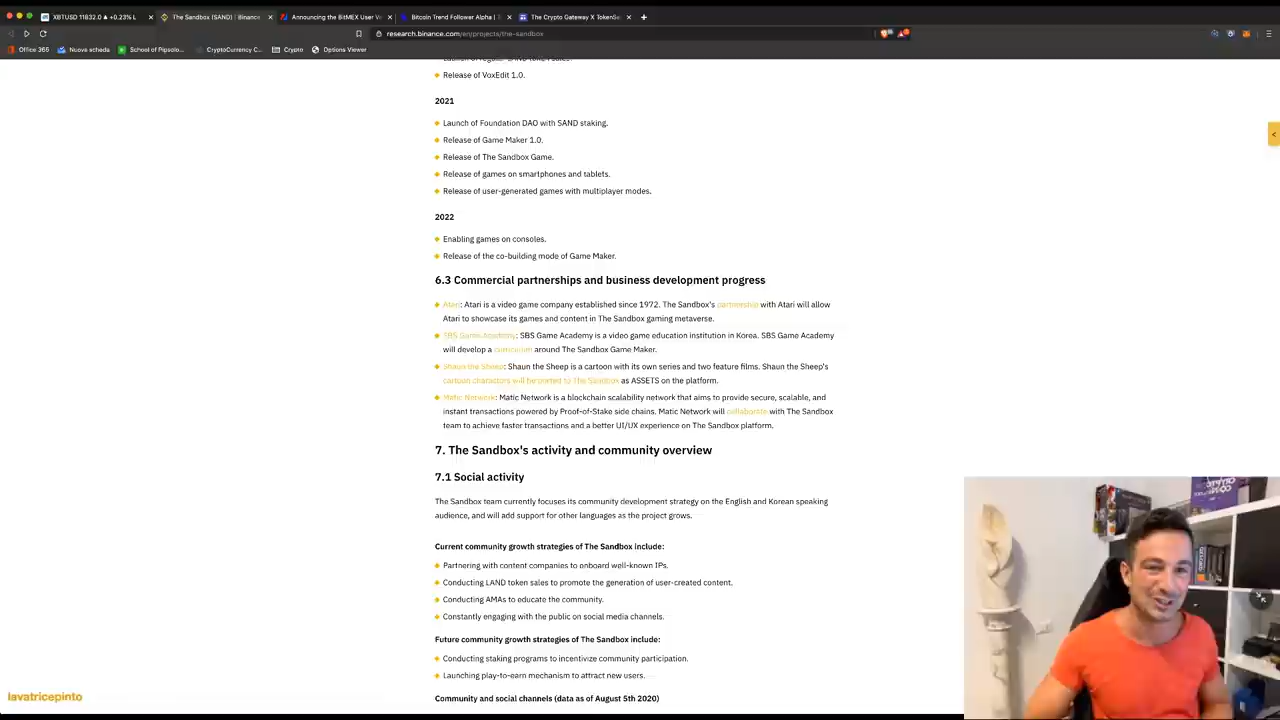 XBTUSD 11832.0 ▲ +0.23% L
The Sandbox (SAND) | Binance
Announcing the BitMEX User Ve
Bitcoin Trend Follower Alpha |
The Crypto Gateway X TokenSe
research.binance.com/en/projects/the-sandbox
Office 365
Nuova scheda
School of Pipsolo...
CryptoCurrency C...
Crypto
Options Viewer
Release of VoxEdit 1.0.
2021
Launch of Foundation DAO with SAND staking.
Release of Game Maker 1.0.
Release of The Sandbox Game.
Release of games on smartphones and tablets.
Release of user-generated games with multiplayer modes.
2022
Enabling games on consoles.
Release of the co-building mode of Game Maker.
6.3 Commercial partnerships and business development progress
Atari: Atari is a video game company established since 1972. The Sandbox's partnership with Atari will allow
Atari to showcase its games and content in The Sandbox gaming metaverse.
SBS Game Academy: SBS Game Academy is a video game education institution in Korea. SBS Game Academy
will develop a curriculum around The Sandbox Game Maker.
Shaun the Sheep: Shaun the Sheep is a cartoon with its own series and two feature films. Shaun the Sheep's
cartoon characters will be ported to The Sandbox as ASSETS on the platform.
Matic Network: Matic Network is a blockchain scalability network that aims to provide secure, scalable, and
instant transactions powered by Proof-of-Stake side chains. Matic Network will collaborate with The Sandbox
team to achieve faster transactions and a better UI/UX experience on The Sandbox platform.
7. The Sandbox's activity and community overview
7.1 Social activity
The Sandbox team currently focuses its community development strategy on the English and Korean speaking
audience, and will add support for other languages as the project grows.
Current community growth strategies of The Sandbox include:
Partnering with content companies to onboard well-known IPs.
Conducting LAND token sales to promote the generation of user-created content.
Conducting AMAs to educate the community.
Constantly engaging with the public on social media channels.
Future community growth strategies of The Sandbox include:
Conducting staking programs to incentivize community participation.
Launching play-to-earn mechanism to attract new users.
lavatricepinto
Community and social channels (data as of August 5th 2020)